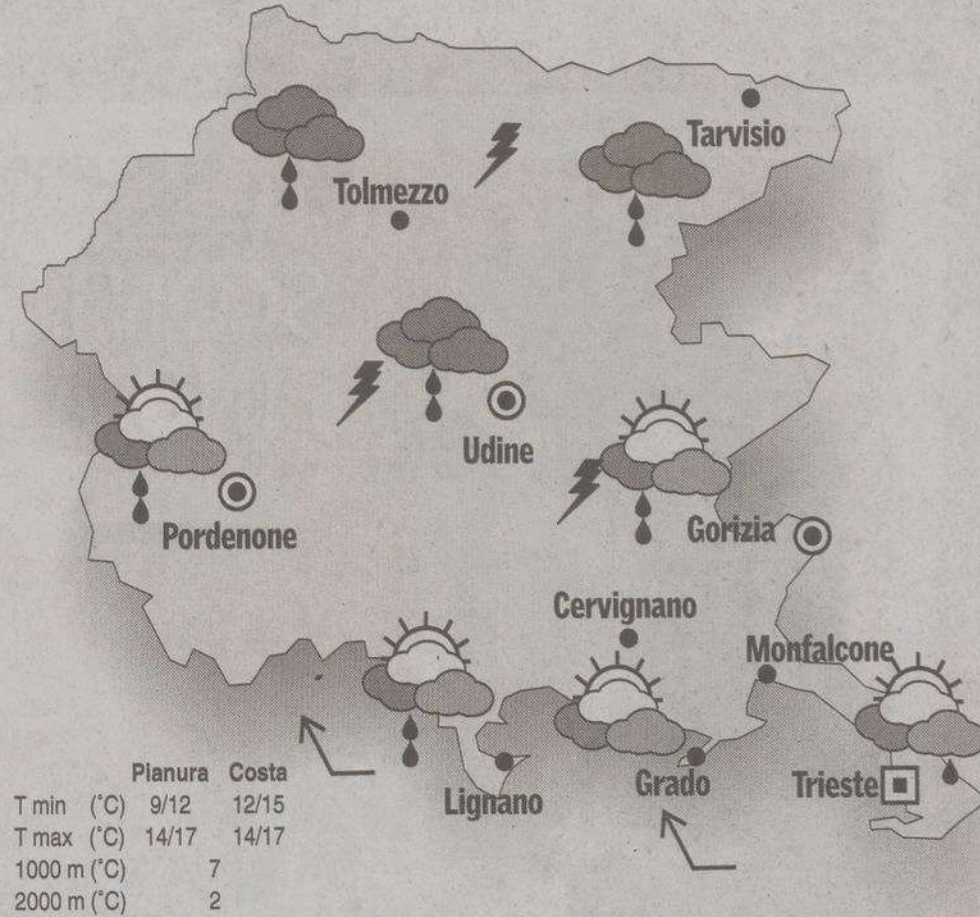 Tarvisio
Tolmezzo
Udine
Pordenone
Gorizia
Cervignano
Monfalcone
Lignano
Grado
Trieste
Pianura Costa
T min (°C) 9/12 12/15
T max (°C) 14/17 14/17
1000 m (°C) 7
2000 m (°C) 2